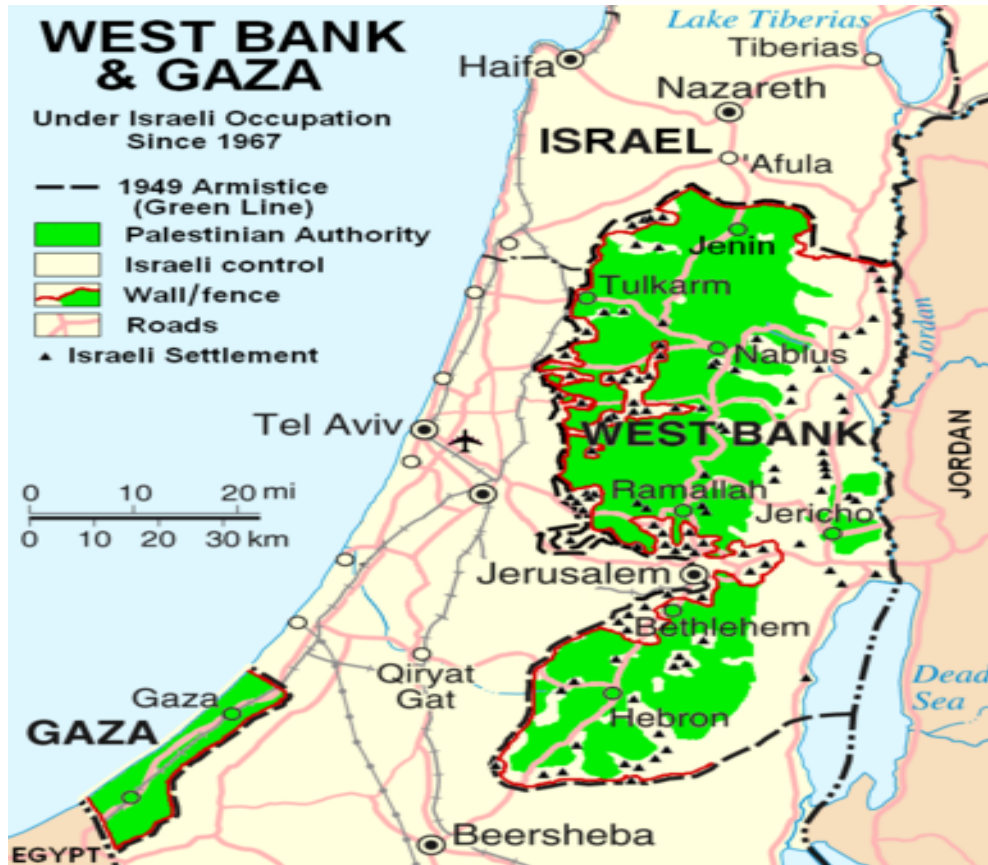 WEST BANK
& GAZA
Under Israeli Occupation
Since 1967
1949 Armistice
(Green Line)
Palestinian Authority
Israeli control
Wall/fence
Roads
Israeli Settlement
Lake Tiberias
Tiberias
Haifa
Nazareth
ISRAEL
'Afula
Jenin
Tulkarm
Jordan
Nablus
Tel Aviv
WEST BANK
JORDAN
0 10 20 mi
0 10 20 30 km
Ramallah
Jericho
Jerusalem
Bethlehem
Qiryat
Gat
Dead
Sea
Gaza
Hebron
GAZA
Beersheba
EGYPT